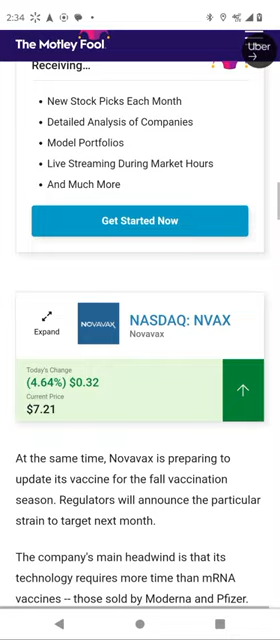 2:34
The Motley Fool
Uber
Receiving...
• New Stock Picks Each Month
• Detailed Analysis of Companies
• Model Portfolios
• Live Streaming During Market Hours
• And Much More
Get Started Now
Expand
NOVAVAX
NASDAQ: NVAX
Novavax
Today's Change
(4.64%) $0.32
Current Price
$7.21
At the same time, Novavax is preparing to
update its vaccine for the fall vaccination
season. Regulators will announce the particular
strain to target next month.
The company's main headwind is that its
technology requires more time than mRNA
vaccines -- those sold by Moderna and Pfizer.